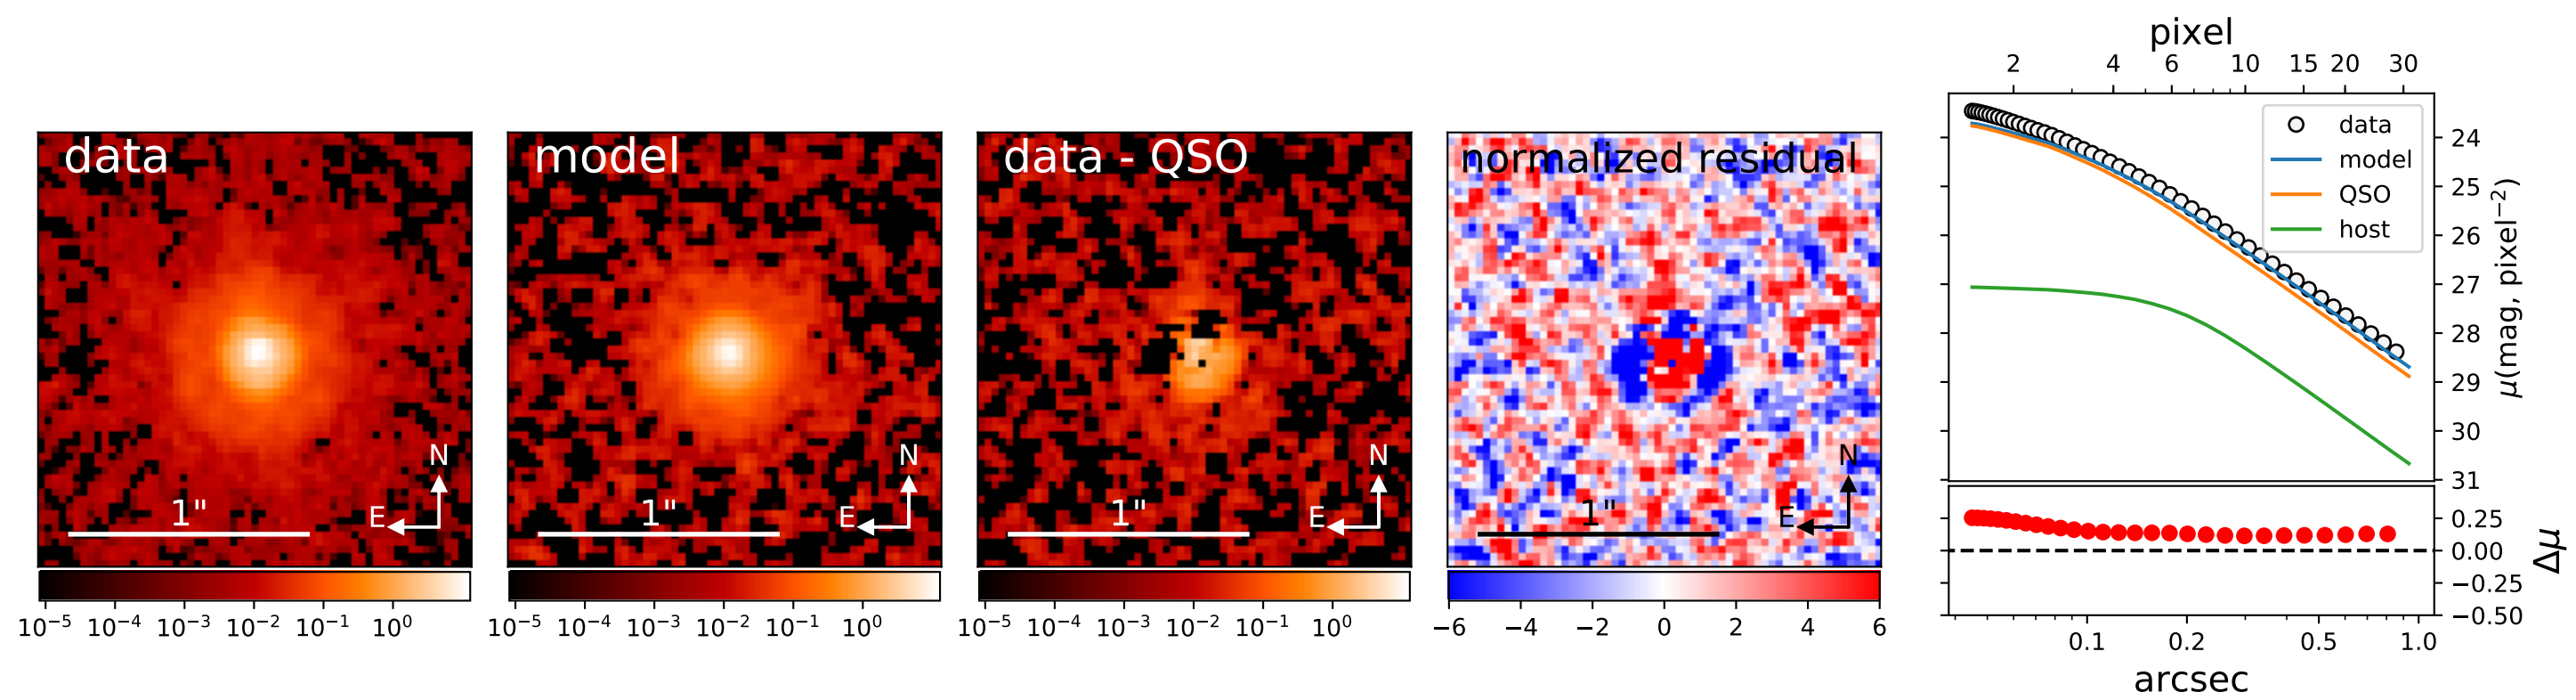 data
N
E
1"
10⁻⁵ 10⁻⁴ 10⁻³ 10⁻² 10⁻¹ 10⁰
model
N
E
1"
10⁻⁵ 10⁻⁴ 10⁻³ 10⁻² 10⁻¹ 10⁰
data - QSO
N
E
1"
10⁻⁵ 10⁻⁴ 10⁻³ 10⁻² 10⁻¹ 10⁰
normalized residual
N
E
1"
−6 −4 −2 0 2 4 6
pixel
2 4 6 10 15 20 30
data
model
QSO
host
24
25
26
27
28
29
30
31
μ(mag, pixel⁻²)
0.25
0.00
−0.25
−0.50
Δμ
0.1 0.2 0.5 1.0
arcsec